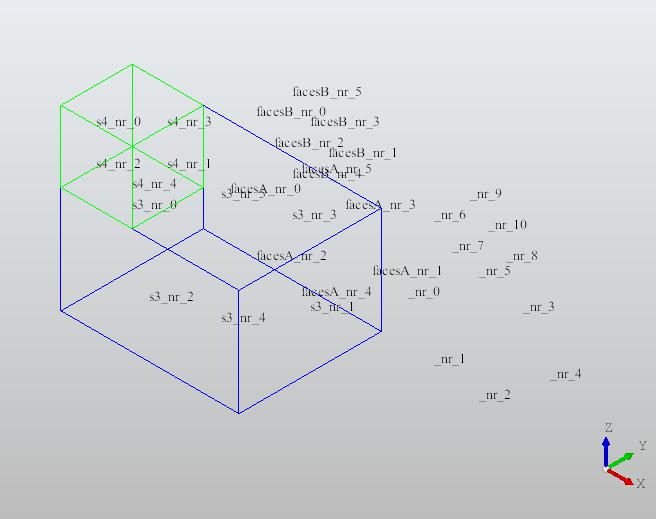 facesB_nr_5
facesB_nr_0
s4_nr_0
s4_nr_3
facesB_nr_3
facesB_nr_2
facesB_nr_1
s4_nr_2
s4_nr_1
facesA_nr_5
facesB_nr_4
s4_nr_4
facesA_nr_0
s3_nr_5
_nr_9
s3_nr_0
facesA_nr_3
s3_nr_3
_nr_6
_nr_10
_nr_7
facesA_nr_2
_nr_8
facesA_nr_1
_nr_5
facesA_nr_4
_nr_0
s3_nr_2
s3_nr_1
_nr_3
s3_nr_4
_nr_1
_nr_4
_nr_2
Z
Y
X